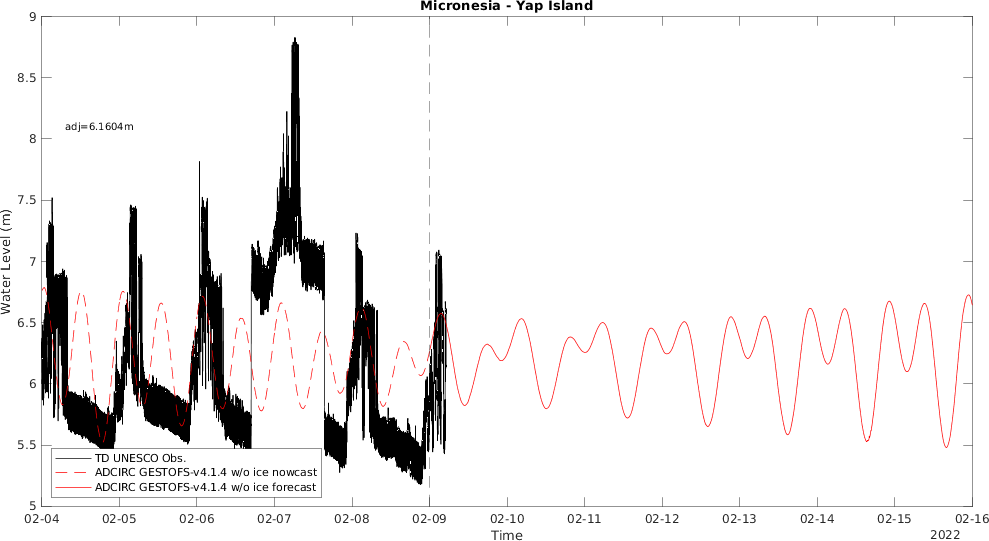 Micronesia - Yap Island
Water Level (m)
9
8.5
8
7.5
7
6.5
6
5.5
5
adj=6.1604m
TD UNESCO Obs.
ADCIRC GESTOFS-v4.1.4 w/o ice nowcast
ADCIRC GESTOFS-v4.1.4 w/o ice forecast
02-04 02-05 02-06 02-07 02-08 02-09 02-10 02-11 02-12 02-13 02-14 02-15 02-16
Time
2022